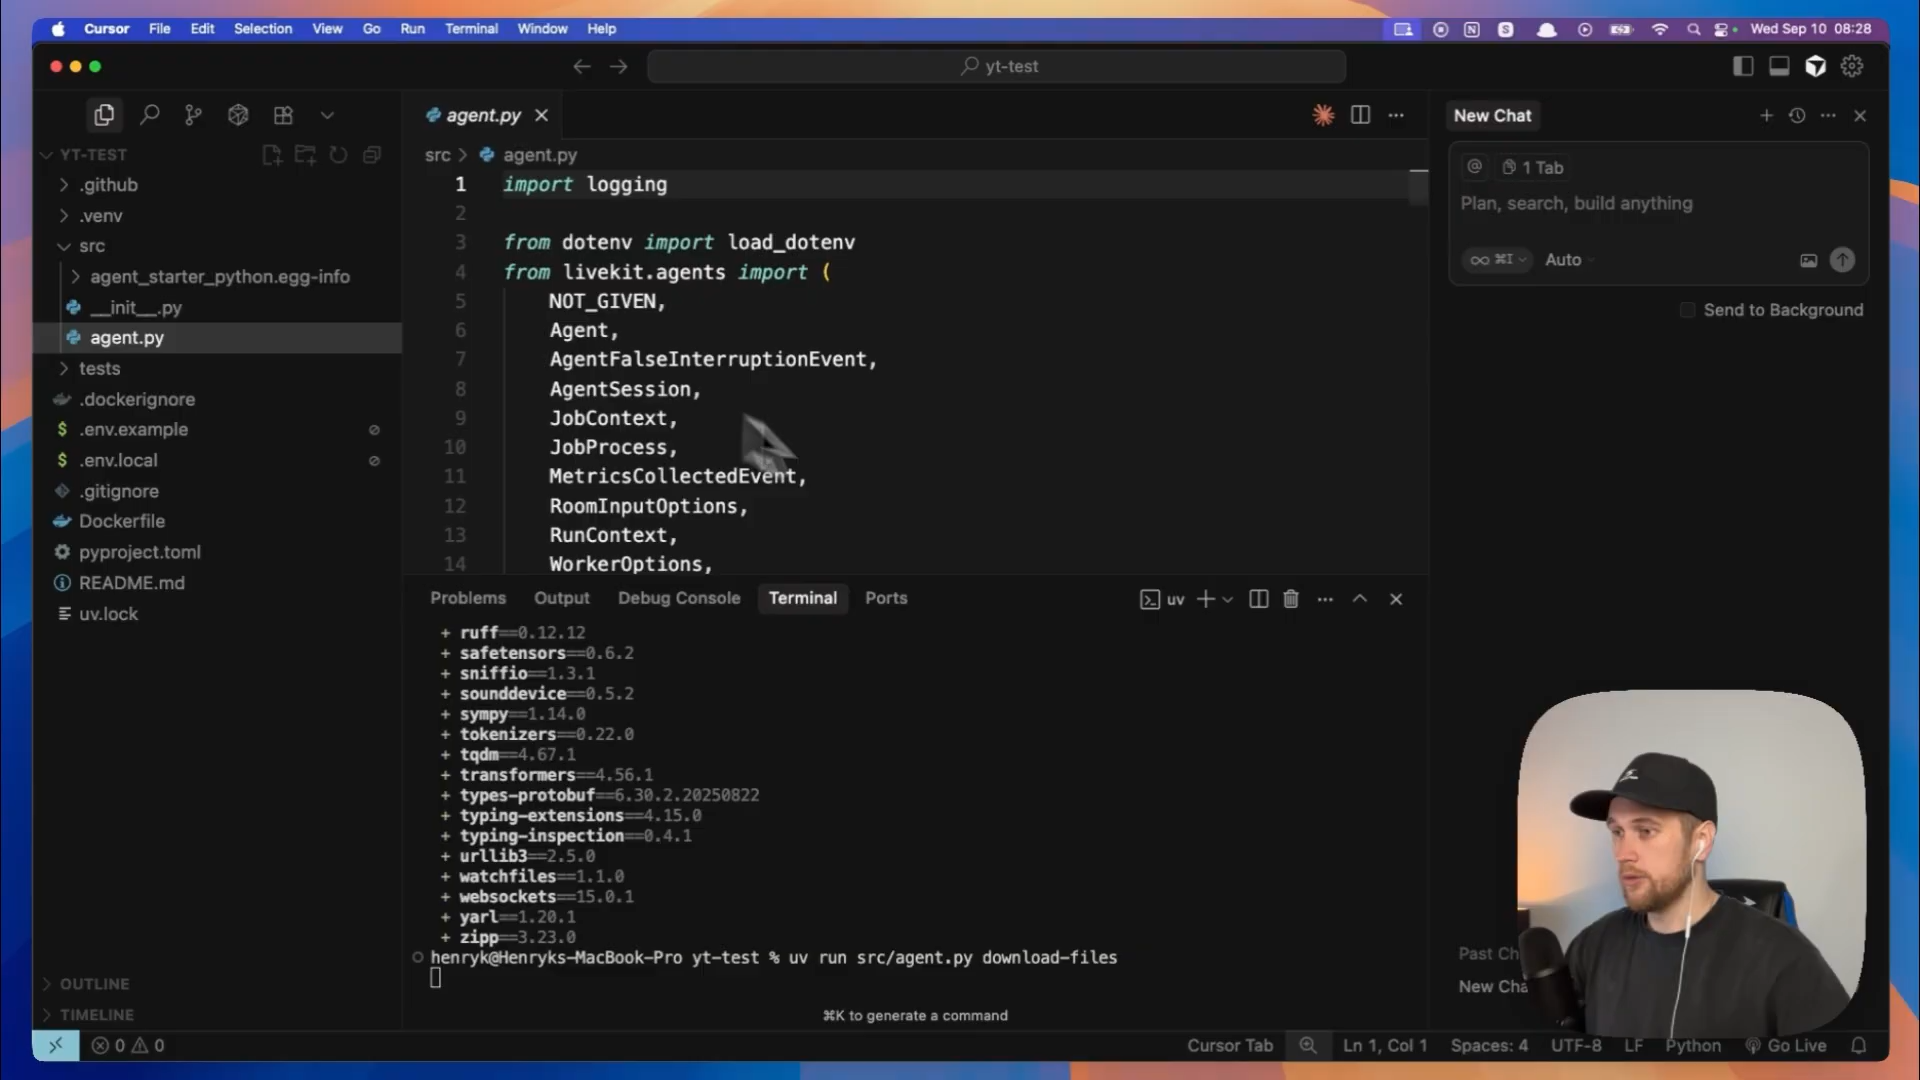 Cursor File Edit Selection View Go Run Terminal Window Help
Wed Sep 10 08:28
yt-test
agent.py
New Chat
YT-TEST
.github
.venv
src
agent_starter_python.egg-info
__init__.py
agent.py
tests
.dockerignore
.env.example
.env.local
.gitignore
Dockerfile
pyproject.toml
README.md
uv.lock
OUTLINE
TIMELINE
src > agent.py
1 import logging
2
3 from dotenv import load_dotenv
4 from livekit.agents import (
5 NOT_GIVEN,
6 Agent,
7 AgentFalseInterruptionEvent,
8 AgentSession,
9 JobContext,
10 JobProcess,
11 MetricsCollectedEvent,
12 RoomInputOptions,
13 RunContext,
14 WorkerOptions,
Problems Output Debug Console Terminal Ports
uv
+ ruff==0.12.12
+ safetensors==0.6.2
+ sniffio==1.3.1
+ sounddevice==0.5.2
+ sympy==1.14.0
+ tokenizers==0.22.0
+ tqdm==4.67.1
+ transformers==4.56.1
+ types-protobuf==6.30.2.20250822
+ typing-extensions==4.15.0
+ typing-inspection==0.4.1
+ urllib3==2.5.0
+ watchfiles==1.1.0
+ websockets==15.0.1
+ yarl==1.20.1
+ zipp==3.23.0
henryk@Henryks-MacBook-Pro yt-test % uv run src/agent.py download-files
⌘K to generate a command
@ 1 Tab
Plan, search, build anything
∞ ⌘I Auto
Send to Background
Past Ch
New Cha
0 0
Cursor Tab Ln 1, Col 1 Spaces: 4 UTF-8 LF Python Go Live